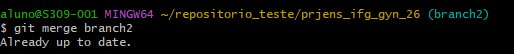 aluno@S309-001 MINGW64 ~/repositorio_teste/prjens_ifg_gyn_26 (branch2)
$ git merge branch2
Already up to date.